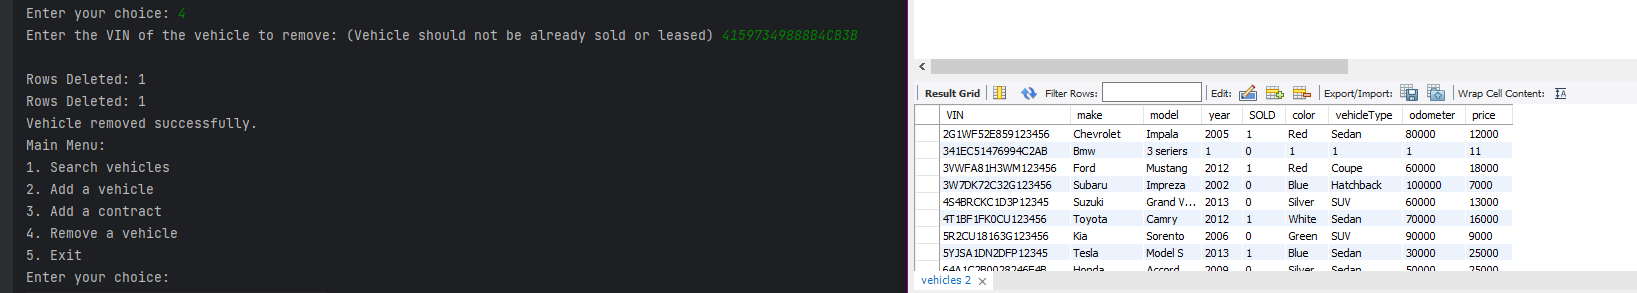 Enter your choice: 4
Enter the VIN of the vehicle to remove: (Vehicle should not be already sold or leased) 41597349888B4CB3B
Rows Deleted: 1
Rows Deleted: 1
Vehicle removed successfully.
Main Menu:
1. Search vehicles
2. Add a vehicle
3. Add a contract
4. Remove a vehicle
5. Exit
Enter your choice:
Result Grid Filter Rows: Edit: Export/Import: Wrap Cell Content:
VIN make model year SOLD color vehicleType odometer price
2G1WF52E859123456 Chevrolet Impala 2005 1 Red Sedan 80000 12000
341EC51476994C2AB Bmw 3 seriers 1 0 1 1 1 11
3VWFA81H3WM123456 Ford Mustang 2012 1 Red Coupe 60000 18000
3W7DK72C32G123456 Subaru Impreza 2002 0 Blue Hatchback 100000 7000
4S4BRCKC1D3P12345 Suzuki Grand V... 2013 0 Silver SUV 60000 13000
4T1BF1FK0CU123456 Toyota Camry 2012 1 White Sedan 70000 16000
5R2CU18163G123456 Kia Sorento 2006 0 Green SUV 90000 9000
5YJSA1DN2DFP12345 Tesla Model S 2013 1 Blue Sedan 30000 25000
64A1C2B0028246E4B Honda Accord 2009 0 Silver Sedan 50000 25000
vehicles 2